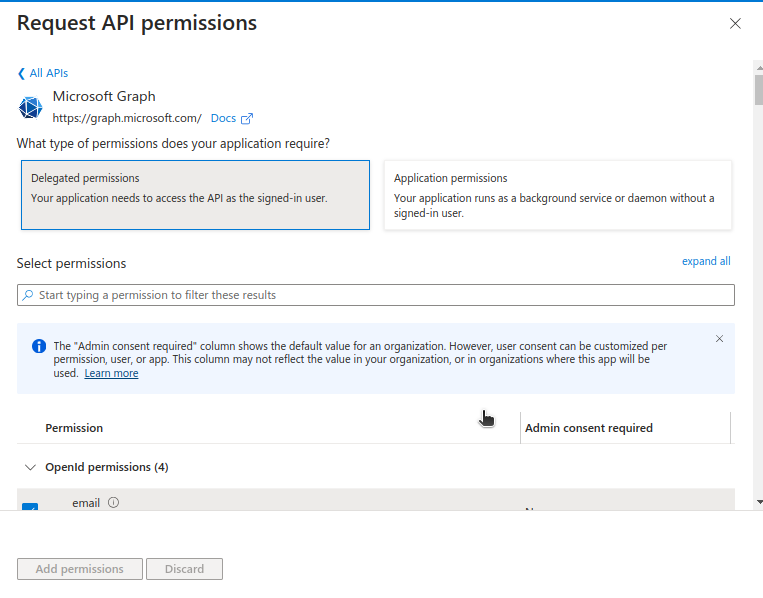 Request API permissions
All APIs
Microsoft Graph
https://graph.microsoft.com/ Docs
What type of permissions does your application require?
Delegated permissions
Your application needs to access the API as the signed-in user.
Application permissions
Your application runs as a background service or daemon without a
signed-in user.
Select permissions
expand all
Start typing a permission to filter these results
The "Admin consent required" column shows the default value for an organization. However, user consent can be customized per
permission, user, or app. This column may not reflect the value in your organization, or in organizations where this app will be
used. Learn more
Permission
Admin consent required
OpenId permissions (4)
email
Add permissions
Discard